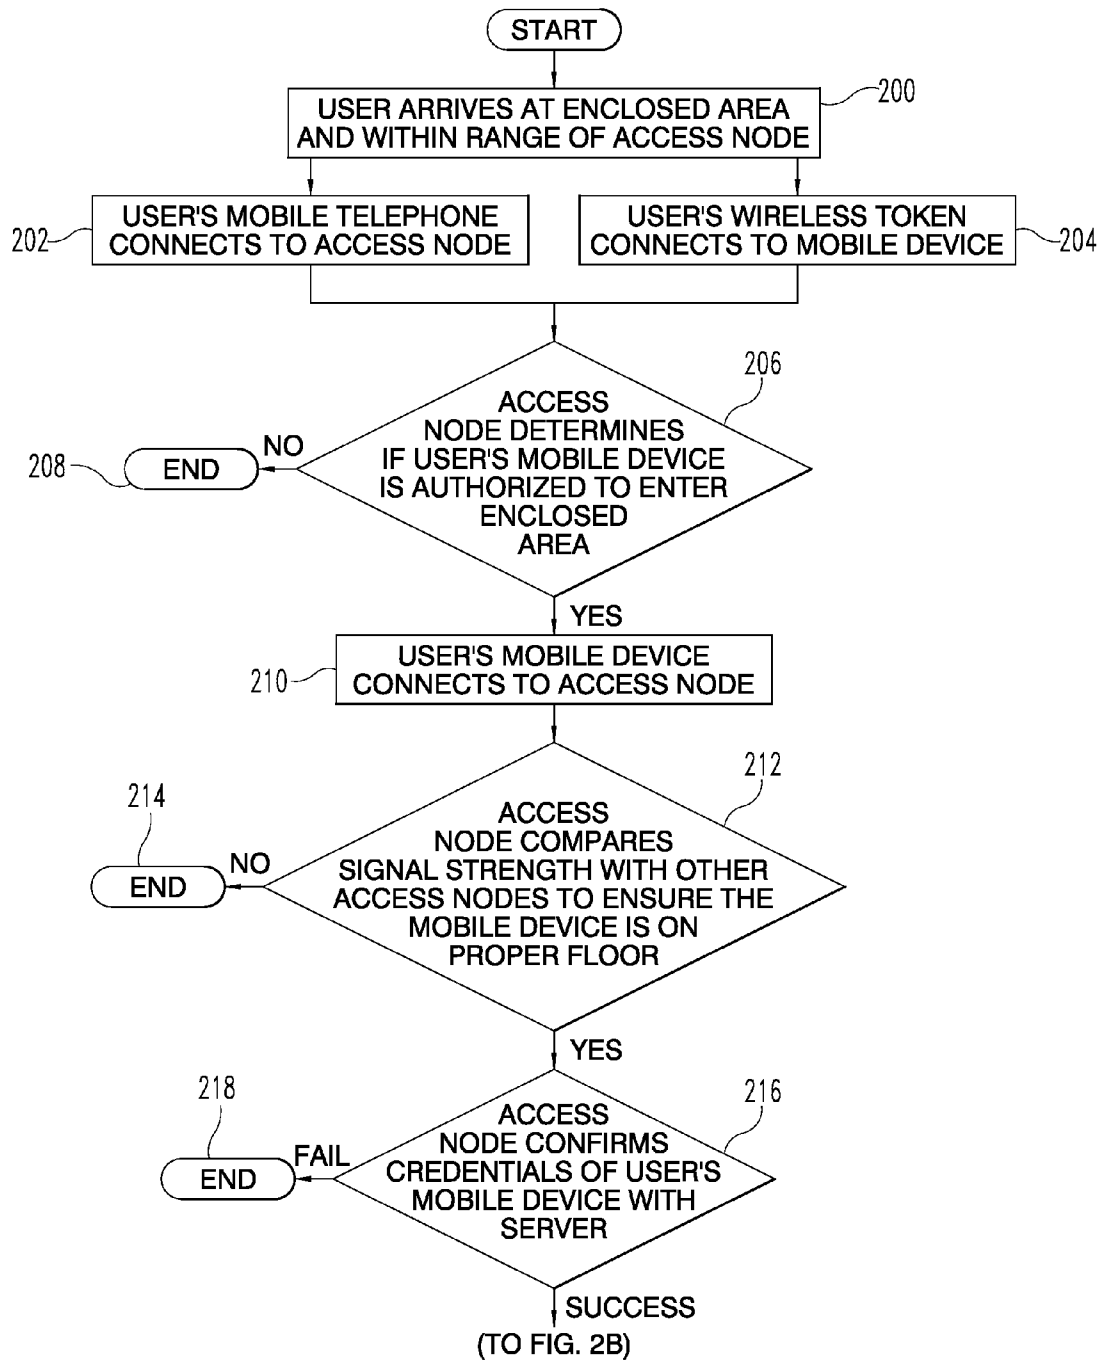 START
200
USER ARRIVES AT ENCLOSED AREA
AND WITHIN RANGE OF ACCESS NODE
202
USER'S MOBILE TELEPHONE
CONNECTS TO ACCESS NODE
USER'S WIRELESS TOKEN
CONNECTS TO MOBILE DEVICE
204
206
ACCESS
NODE DETERMINES
IF USER'S MOBILE DEVICE
IS AUTHORIZED TO ENTER
ENCLOSED
AREA
NO
208
END
YES
210
USER'S MOBILE DEVICE
CONNECTS TO ACCESS NODE
212
ACCESS
NODE COMPARES
SIGNAL STRENGTH WITH OTHER
ACCESS NODES TO ENSURE THE
MOBILE DEVICE IS ON
PROPER FLOOR
214
NO
END
YES
216
ACCESS
NODE CONFIRMS
CREDENTIALS OF USER'S
MOBILE DEVICE WITH
SERVER
218
FAIL
END
SUCCESS
(TO FIG. 2B)